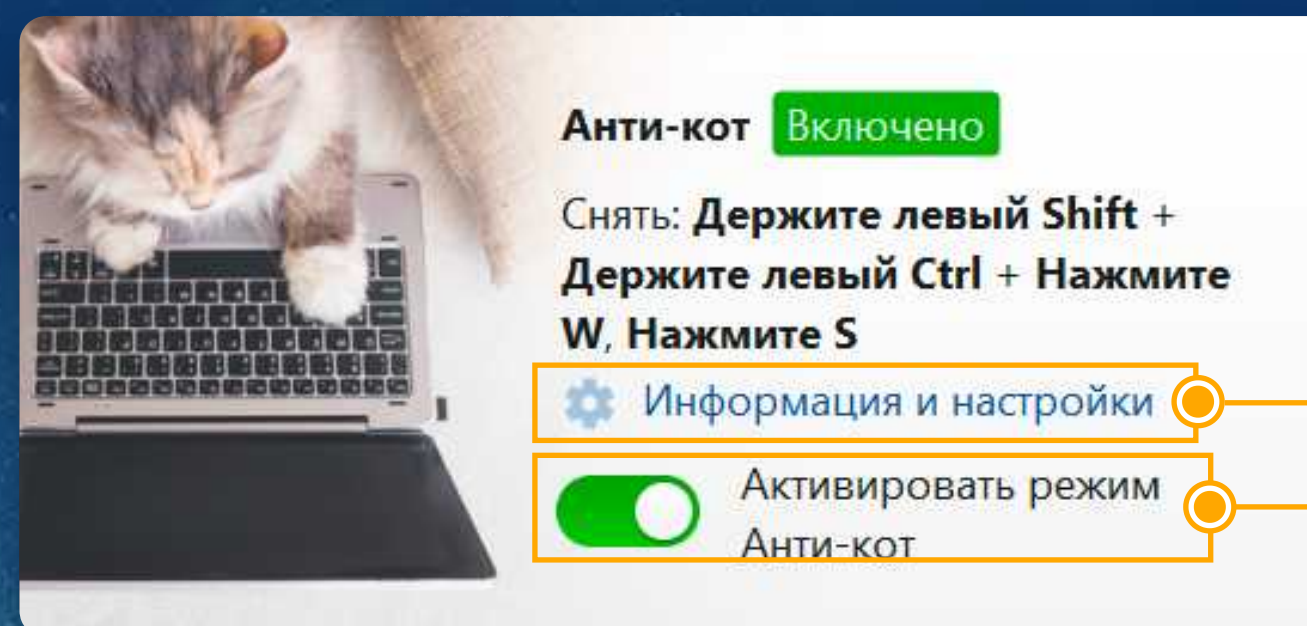 Анти-кот Включено
Снять: Держите левый Shift +
Держите левый Ctrl + Нажмите
W, Нажмите S
Информация и настройки
Активировать режим
Анти-кот